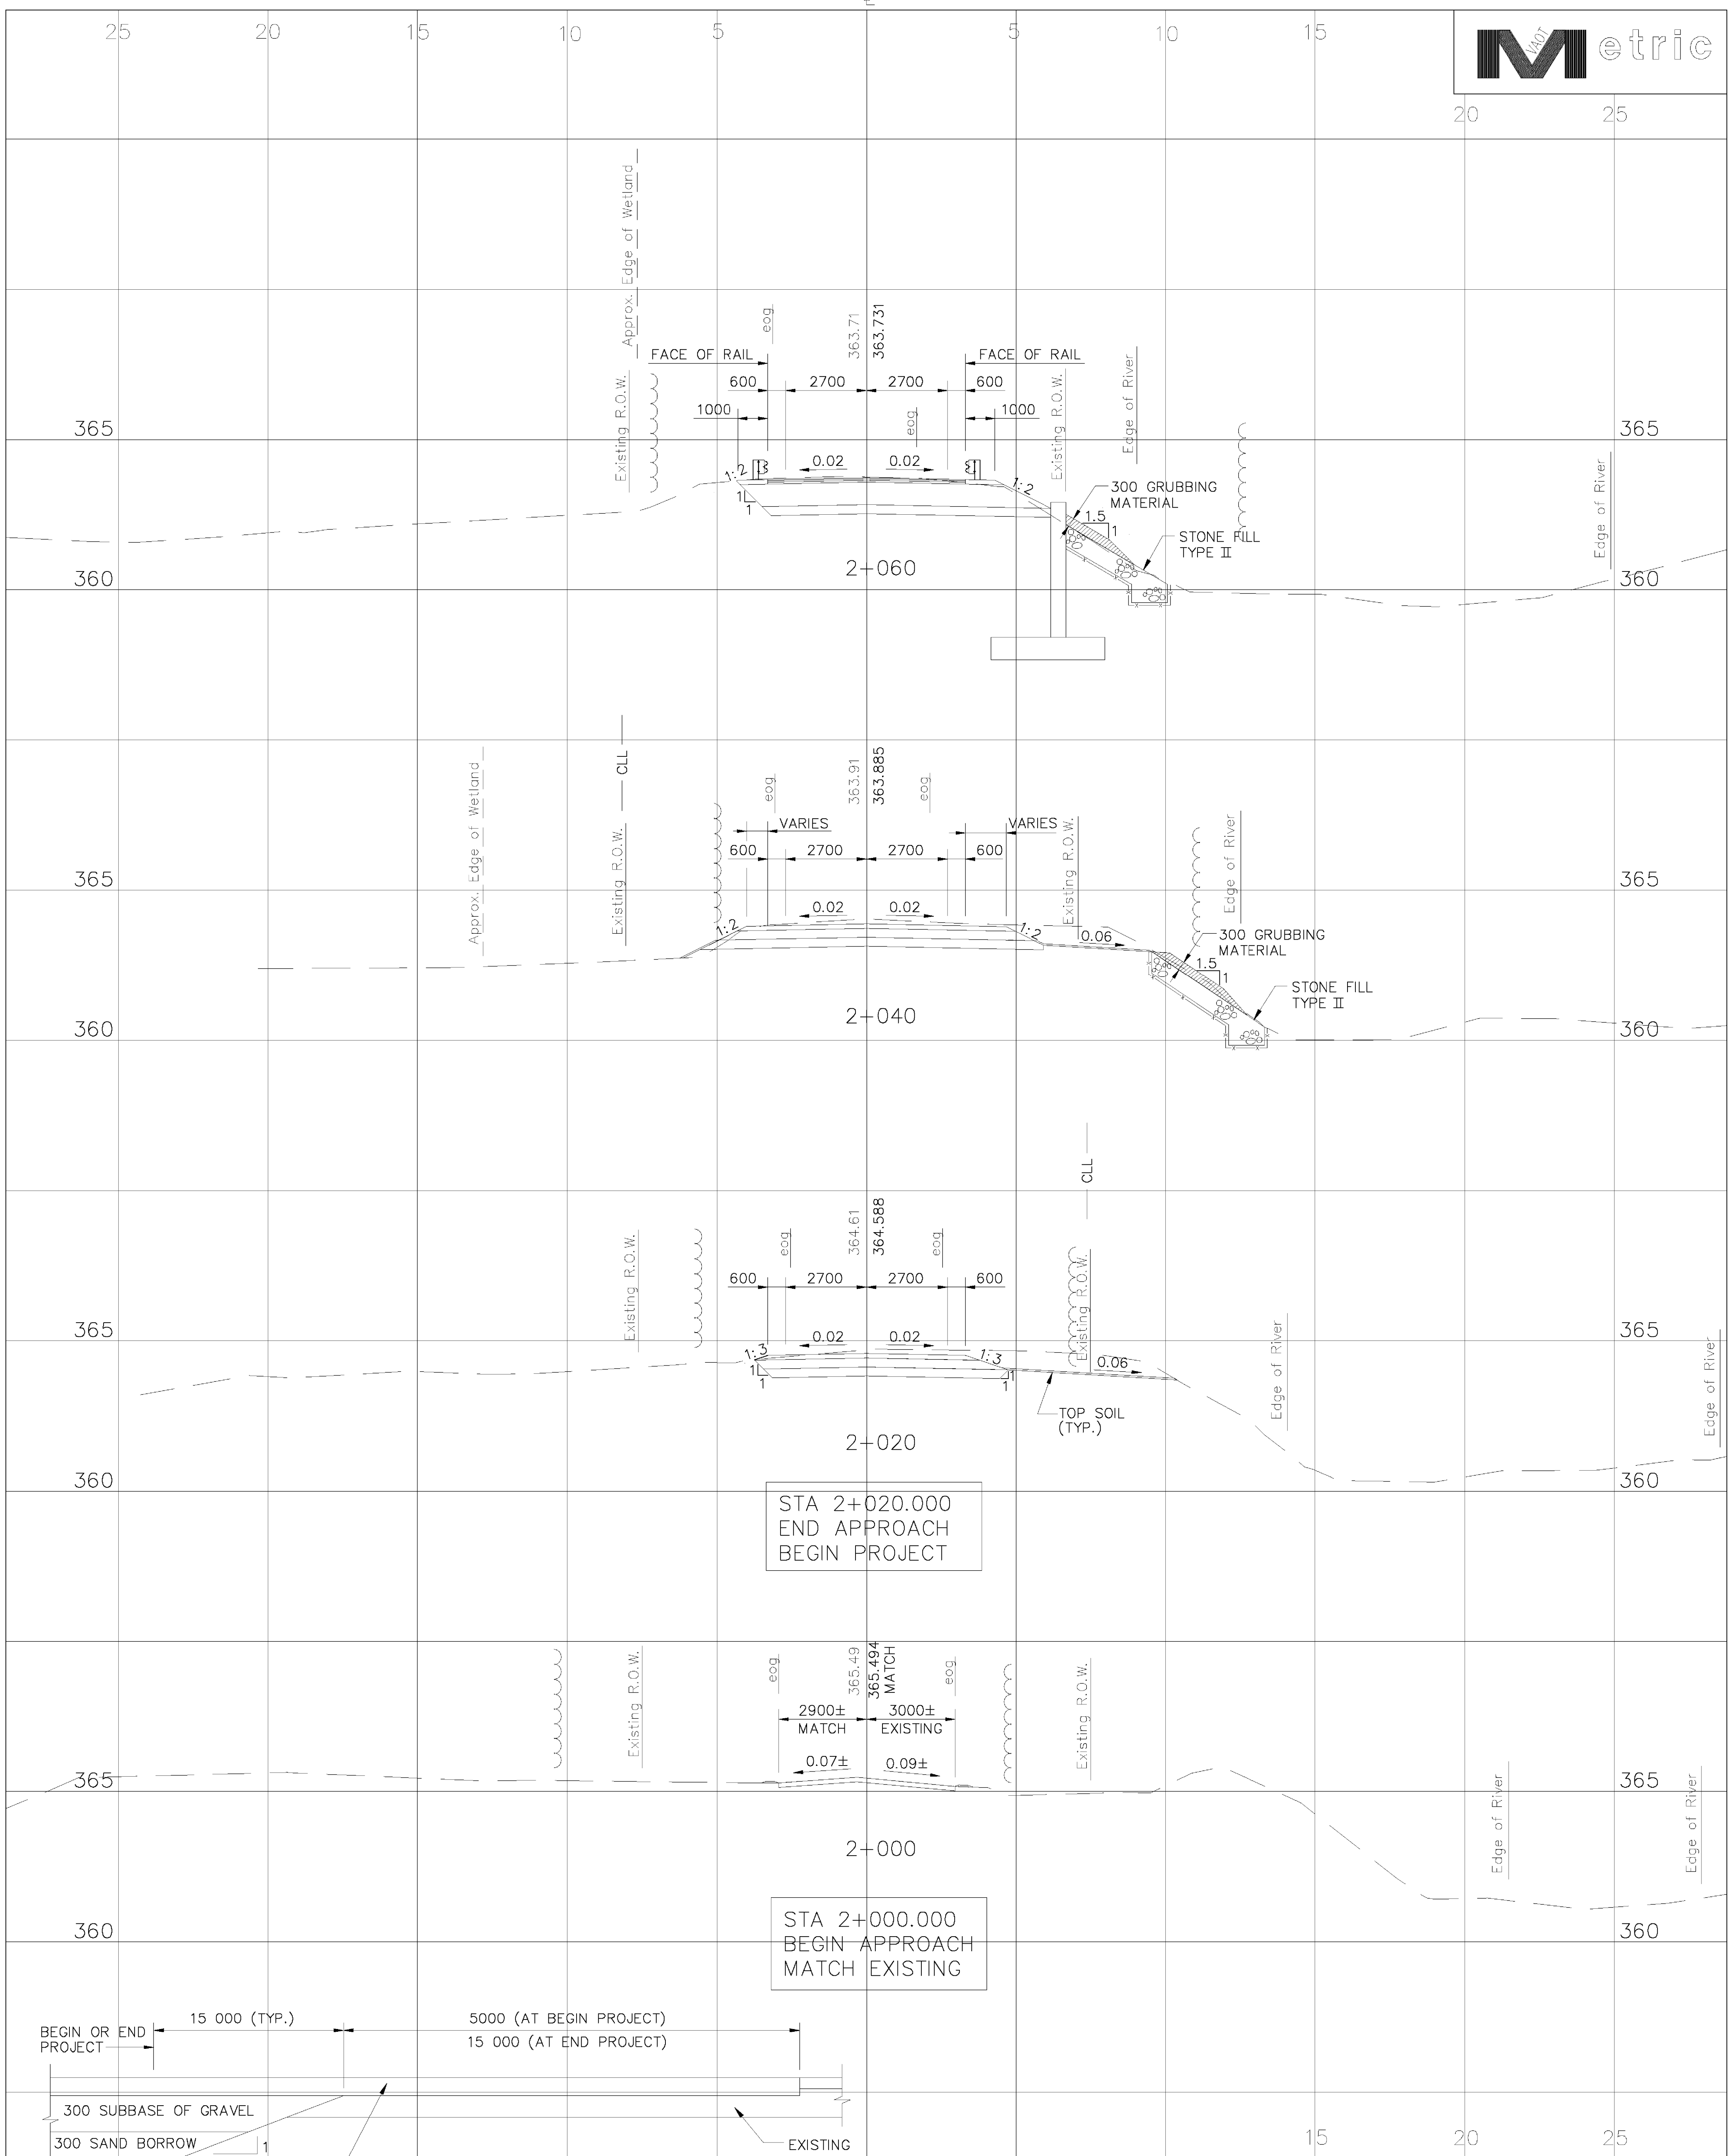 25 20 15 10 5 5 10 15
VAOT
M etric
20 25
Approx. Edge of Wetland
eog
363.71
363.731
FACE OF RAIL
FACE OF RAIL
Existing R.O.W.
600 2700 2700 600
Existing R.O.W.
Edge of River
1000
1000
eog
365
365
0.02 0.02
1:2
1:2
Edge of River
300 GRUBBING
MATERIAL
1
1
1.5
1
STONE FILL
TYPE II
2+060
360
360
CLL
Approx. Edge of Wetland
eog
363.91
363.885
eog
Existing R.O.W.
VARIES
VARIES
Existing R.O.W.
Edge of River
600 2700 2700 600
365
365
0.02 0.02
1:2
1:2
0.06
300 GRUBBING
MATERIAL
1.5
1
STONE FILL
TYPE II
2+040
360
360
CLL
Existing R.O.W.
eog
364.61
364.588
eog
Existing R.O.W.
600 2700 2700 600
Edge of River
Edge of River
365
365
0.02 0.02
1:3
1:3
0.06
1
1
1
1
TOP SOIL
(TYP.)
2+020
360
360
STA 2+020.000
END APPROACH
BEGIN PROJECT
Existing R.O.W.
eog
365.49
365.494
MATCH
eog
Existing R.O.W.
2900± 3000±
MATCH EXISTING
0.07± 0.09±
365
365
Edge of River
Edge of River
2+000
360
360
STA 2+000.000
BEGIN APPROACH
MATCH EXISTING
BEGIN OR END
PROJECT
15 000 (TYP.)
5000 (AT BEGIN PROJECT)
15 000 (AT END PROJECT)
300 SUBBASE OF GRAVEL
300 SAND BORROW
1
EXISTING
15 20 25